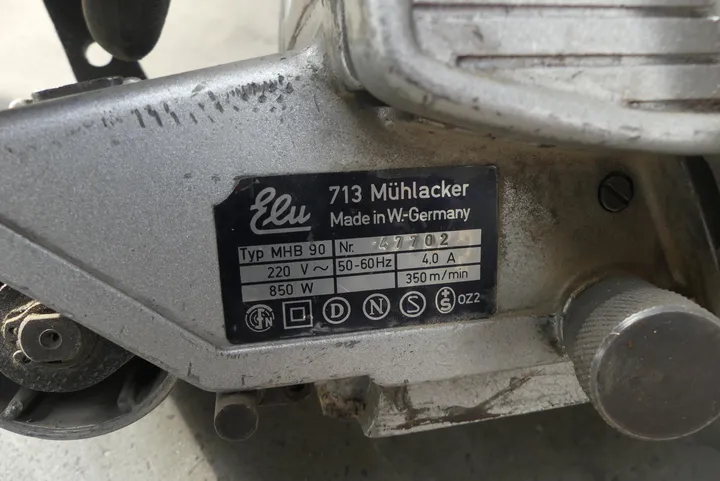 Elu
713 Mühlacker
Made in W.-Germany
Typ MHB 90 Nr. 47702
220 V ~ 50-60Hz 4,0 A
850 W 350 m/min
D N S +S OZ2